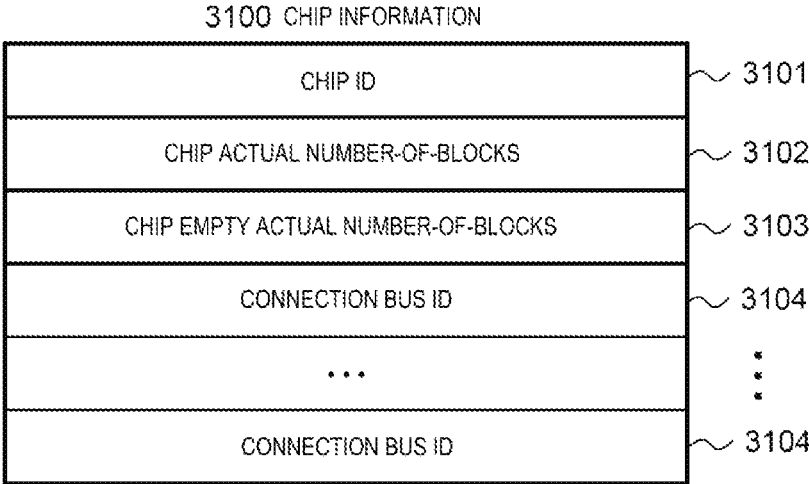 3100 CHIP INFORMATION
CHIP ID 3101
CHIP ACTUAL NUMBER-OF-BLOCKS 3102
CHIP EMPTY ACTUAL NUMBER-OF-BLOCKS 3103
CONNECTION BUS ID 3104
...
CONNECTION BUS ID 3104